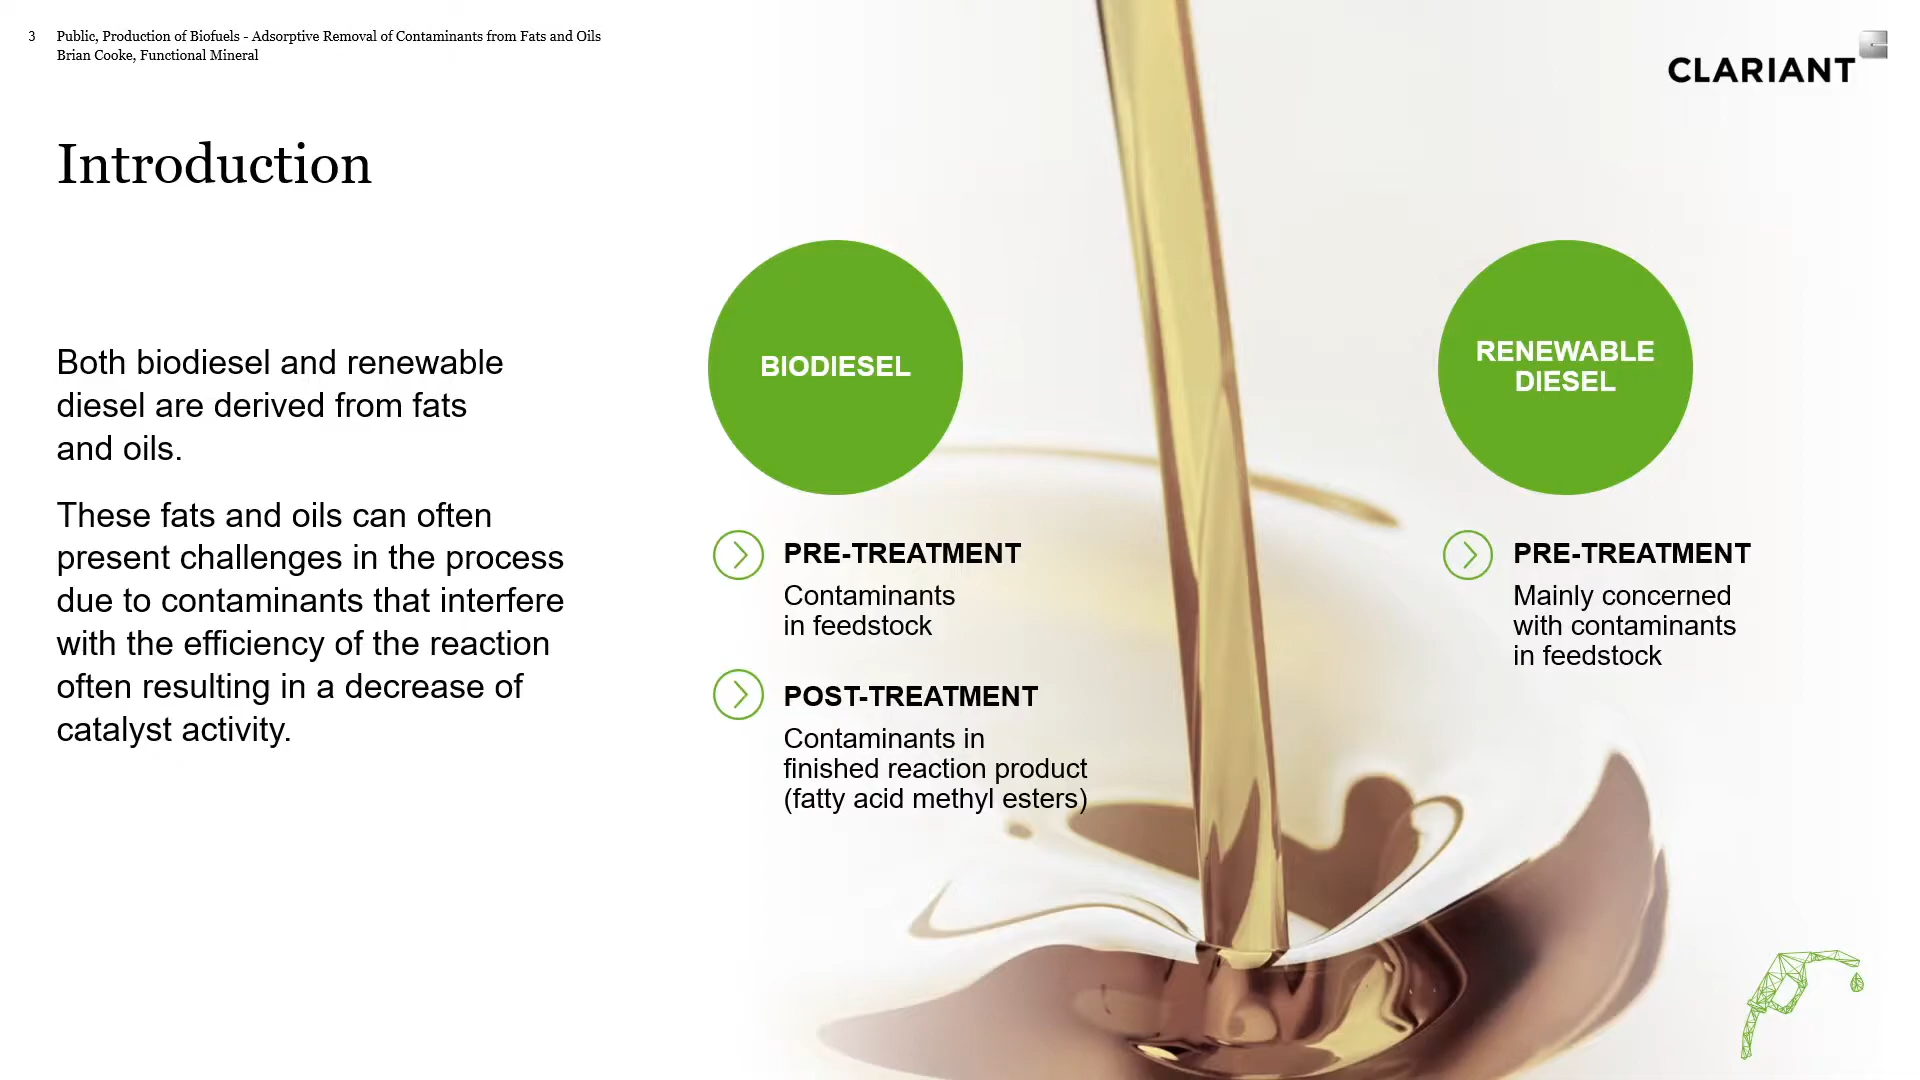 3 Public, Production of Biofuels - Adsorptive Removal of Contaminants from Fats and Oils
Brian Cooke, Functional Mineral
CLARIANT
Introduction
Both biodiesel and renewable
diesel are derived from fats
and oils.
These fats and oils can often
present challenges in the process
due to contaminants that interfere
with the efficiency of the reaction
often resulting in a decrease of
catalyst activity.
BIODIESEL
PRE-TREATMENT
Contaminants
in feedstock
POST-TREATMENT
Contaminants in
finished reaction product
(fatty acid methyl esters)
RENEWABLE
DIESEL
PRE-TREATMENT
Mainly concerned
with contaminants
in feedstock